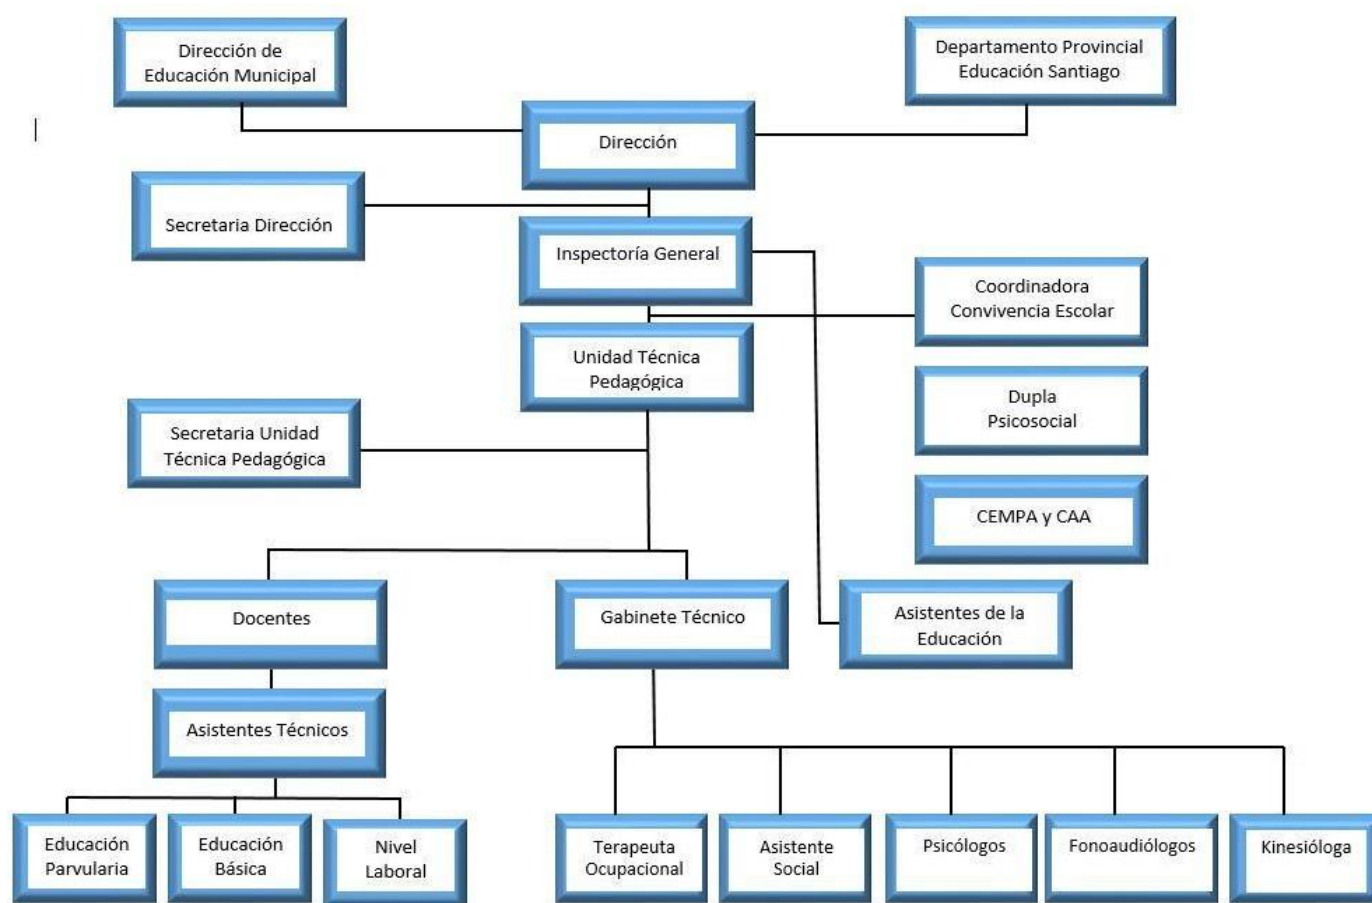 Dirección de
Educación Municipal
Departamento Provincial
Educación Santiago
Dirección
Secretaria Dirección
Inspectoría General
Coordinadora
Convivencia Escolar
Unidad Técnica
Pedagógica
Dupla
Psicosocial
Secretaria Unidad
Técnica Pedagógica
CEMPA y CAA
Docentes
Gabinete Técnico
Asistentes de la
Educación
Asistentes Técnicos
Educación
Parvularia
Educación
Básica
Nivel
Laboral
Terapeuta
Ocupacional
Asistente
Social
Psicólogos
Fonoaudiólogos
Kinesióloga